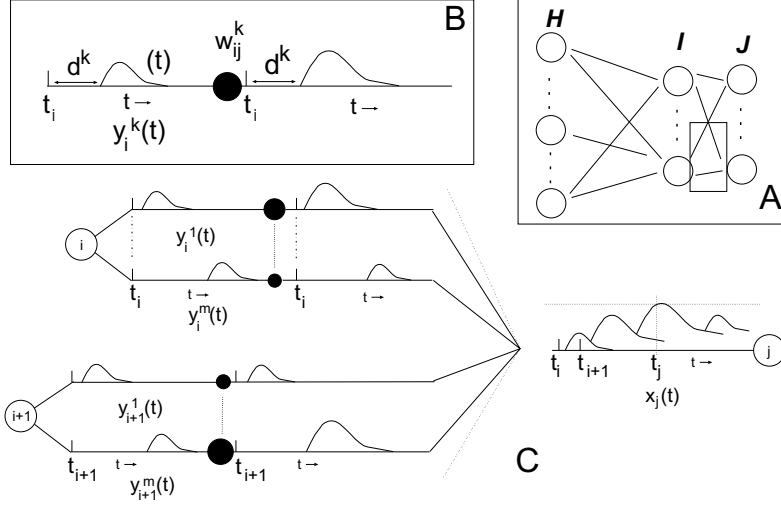 B
w_ij^k
d^k (t) d^k
t_i t → t_i t →
y_i^k(t)
A
H I J
C
i
y_i^1(t)
t_i t → t_i t →
y_i^m(t)
i+1
y_i+1^1(t)
t_i+1 t → t_i+1 t →
y_i+1^m(t)
t_i t_i+1 t_j t → j
x_j(t)